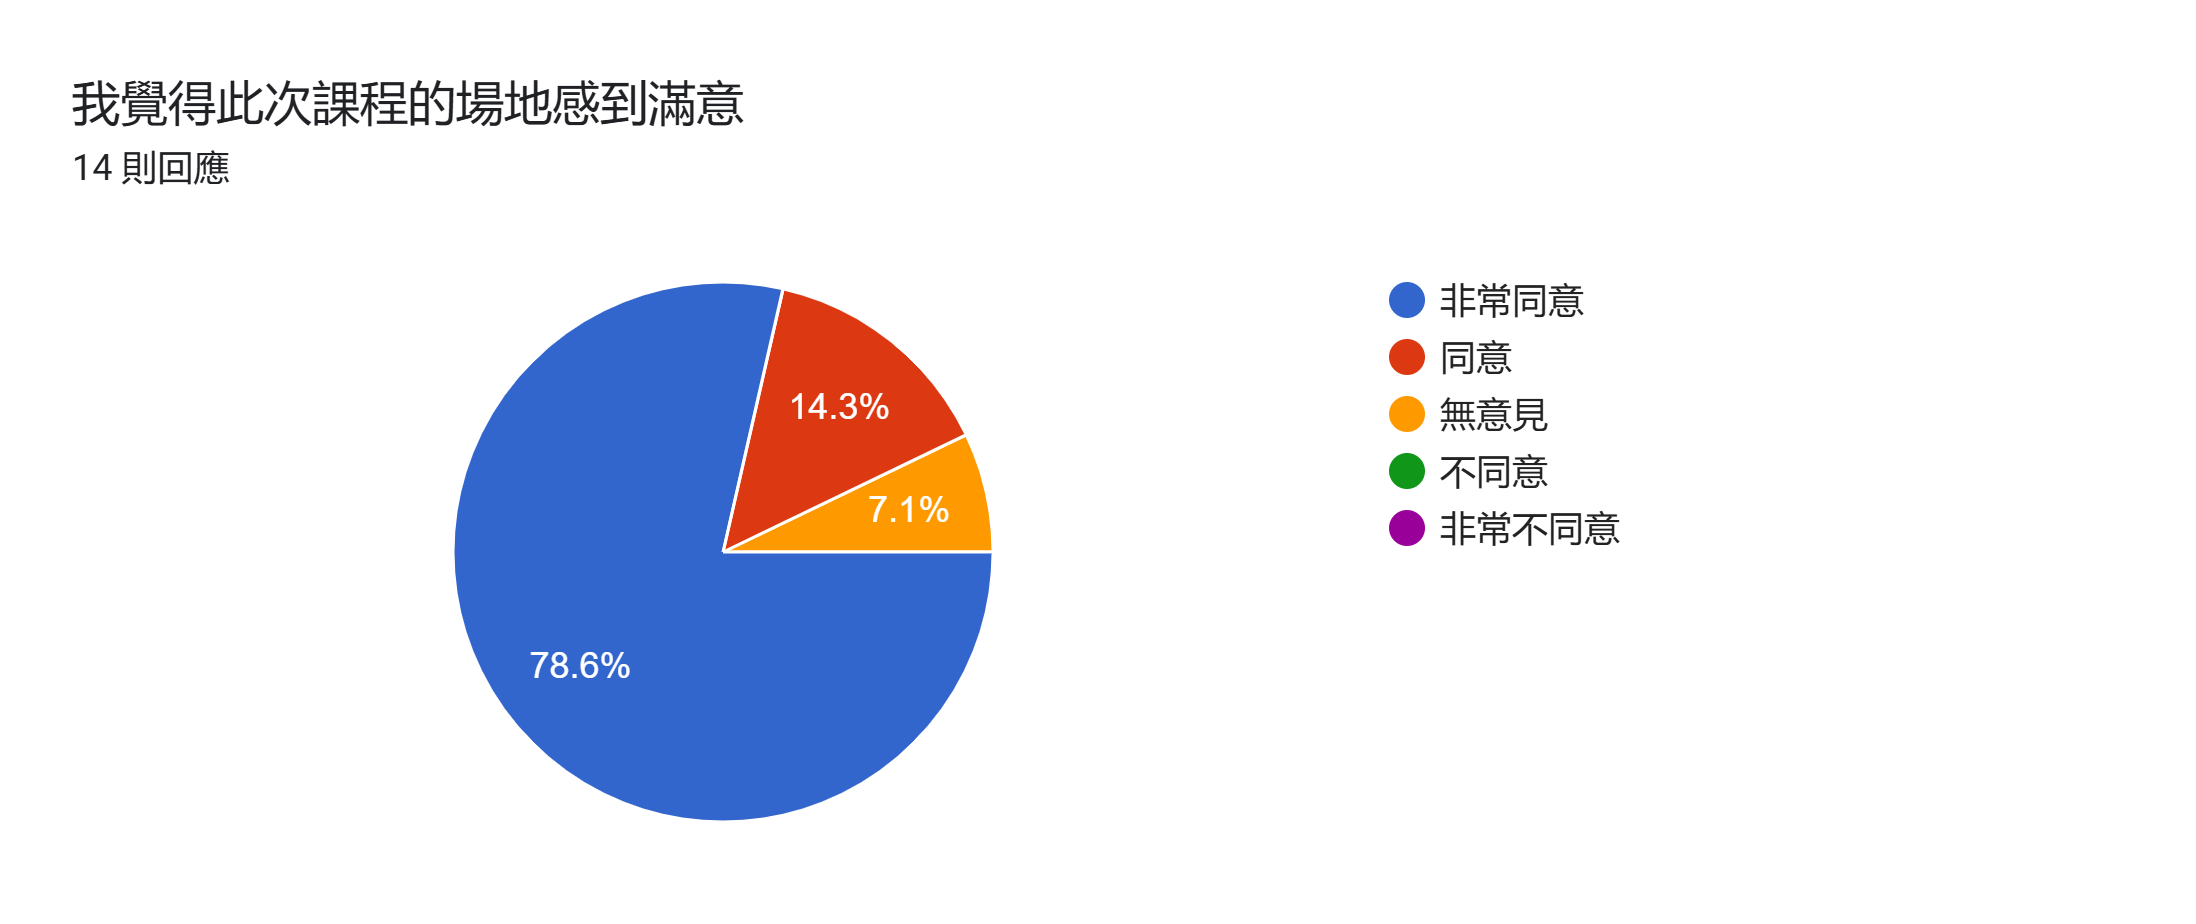 我覺得此次課程的場地感到滿意
14 則回應
14.3%
7.1%
78.6%
非常同意
同意
無意見
不同意
非常不同意